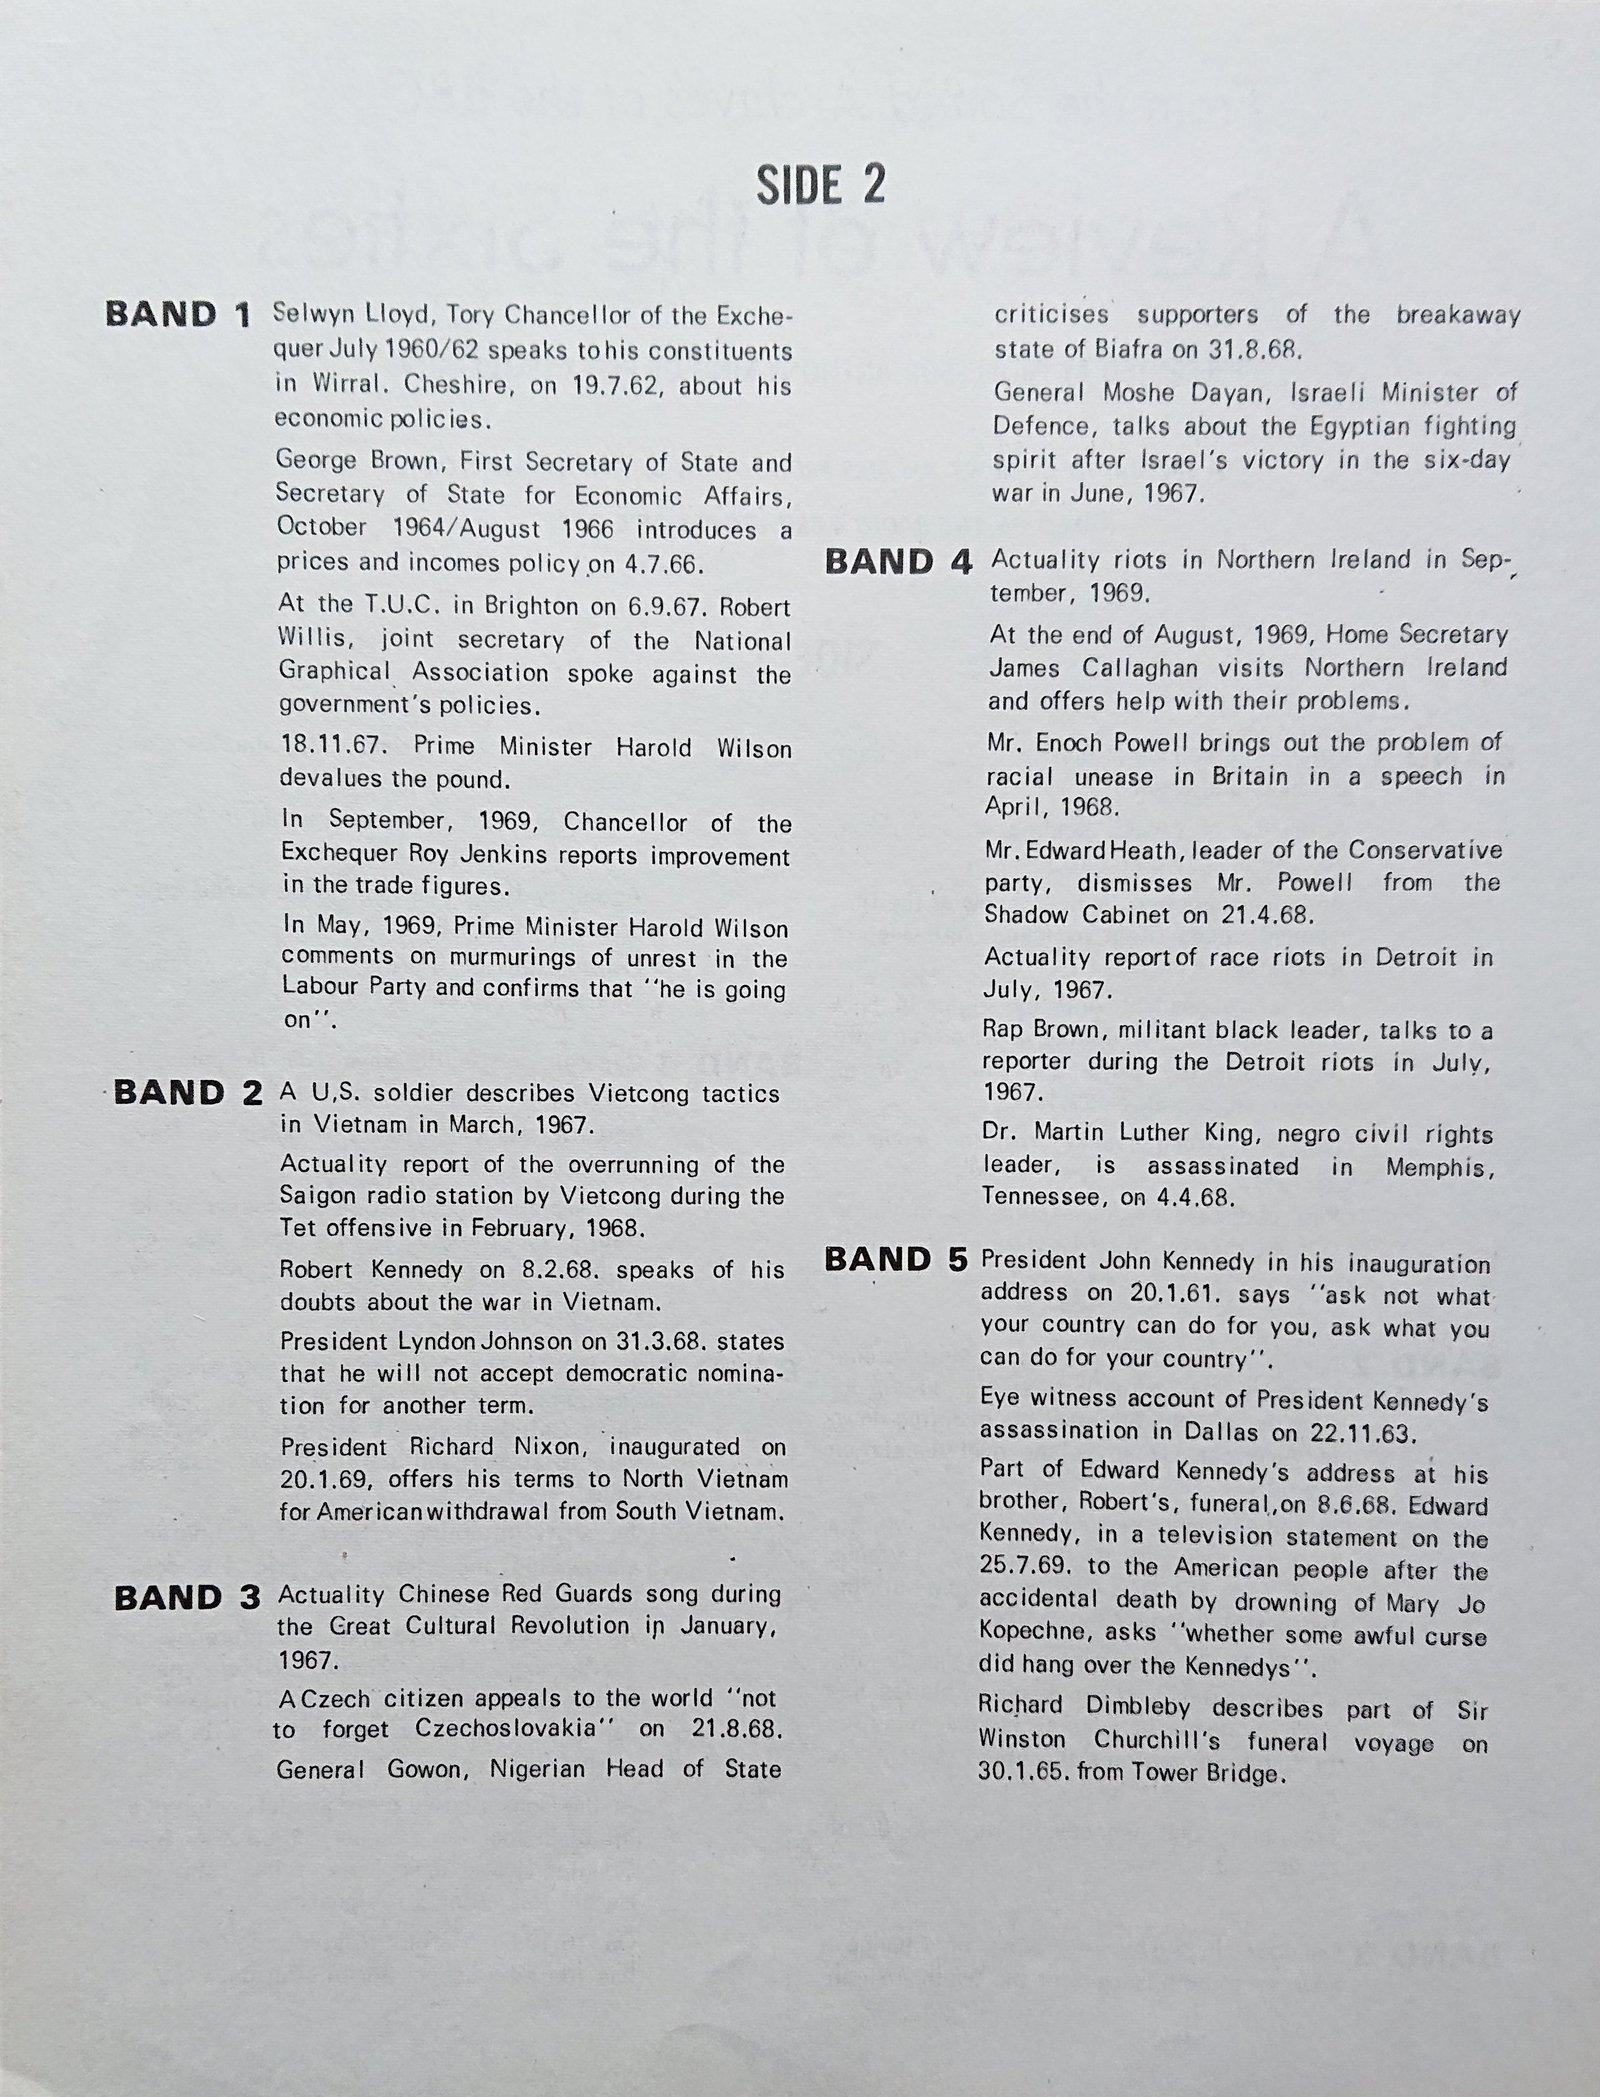 SIDE 2
BAND 1 Selwyn Lloyd, Tory Chancellor of the Exche-
quer July 1960/62 speaks to his constituents
in Wirral. Cheshire, on 19.7.62, about his
economic policies.
George Brown, First Secretary of State and
Secretary of State for Economic Affairs,
October 1964/August 1966 introduces a
prices and incomes policy on 4.7.66.
At the T.U.C. in Brighton on 6.9.67. Robert
Willis, joint secretary of the National
Graphical Association spoke against the
government's policies.
18.11.67. Prime Minister Harold Wilson
devalues the pound.
In September, 1969, Chancellor of the
Exchequer Roy Jenkins reports improvement
in the trade figures.
In May, 1969, Prime Minister Harold Wilson
comments on murmurings of unrest in the
Labour Party and confirms that "he is going
on".
BAND 2 A U,S. soldier describes Vietcong tactics
in Vietnam in March, 1967.
Actuality report of the overrunning of the
Saigon radio station by Vietcong during the
Tet offensive in February, 1968.
Robert Kennedy on 8.2.68. speaks of his
doubts about the war in Vietnam.
President Lyndon Johnson on 31.3.68. states
that he will not accept democratic nomina-
tion for another term.
President Richard Nixon, inaugurated on
20.1.69, offers his terms to North Vietnam
for American withdrawal from South Vietnam.
BAND 3 Actuality Chinese Red Guards song during
the Great Cultural Revolution in January,
1967.
A Czech citizen appeals to the world "not
to forget Czechoslovakia" on 21.8.68.
General Gowon, Nigerian Head of State
criticises supporters of the breakaway
state of Biafra on 31.8.68.
General Moshe Dayan, Israeli Minister of
Defence, talks about the Egyptian fighting
spirit after Israel's victory in the six-day
war in June, 1967.
BAND 4 Actuality riots in Northern Ireland in Sep-
tember, 1969.
At the end of August, 1969, Home Secretary
James Callaghan visits Northern Ireland
and offers help with their problems.
Mr. Enoch Powell brings out the problem of
racial unease in Britain in a speech in
April, 1968.
Mr. Edward Heath, leader of the Conservative
party, dismisses Mr. Powell from the
Shadow Cabinet on 21.4.68.
Actuality report of race riots in Detroit in
July, 1967.
Rap Brown, militant black leader, talks to a
reporter during the Detroit riots in July,
1967.
Dr. Martin Luther King, negro civil rights
leader, is assassinated in Memphis,
Tennessee, on 4.4.68.
BAND 5 President John Kennedy in his inauguration
address on 20.1.61. says "ask not what
your country can do for you, ask what you
can do for your country".
Eye witness account of President Kennedy's
assassination in Dallas on 22.11.63.
Part of Edward Kennedy's address at his
brother, Robert's, funeral, on 8.6.68. Edward
Kennedy, in a television statement on the
25.7.69. to the American people after the
accidental death by drowning of Mary Jo
Kopechne, asks "whether some awful curse
did hang over the Kennedys".
Richard Dimbleby describes part of Sir
Winston Churchill's funeral voyage on
30.1.65. from Tower Bridge.